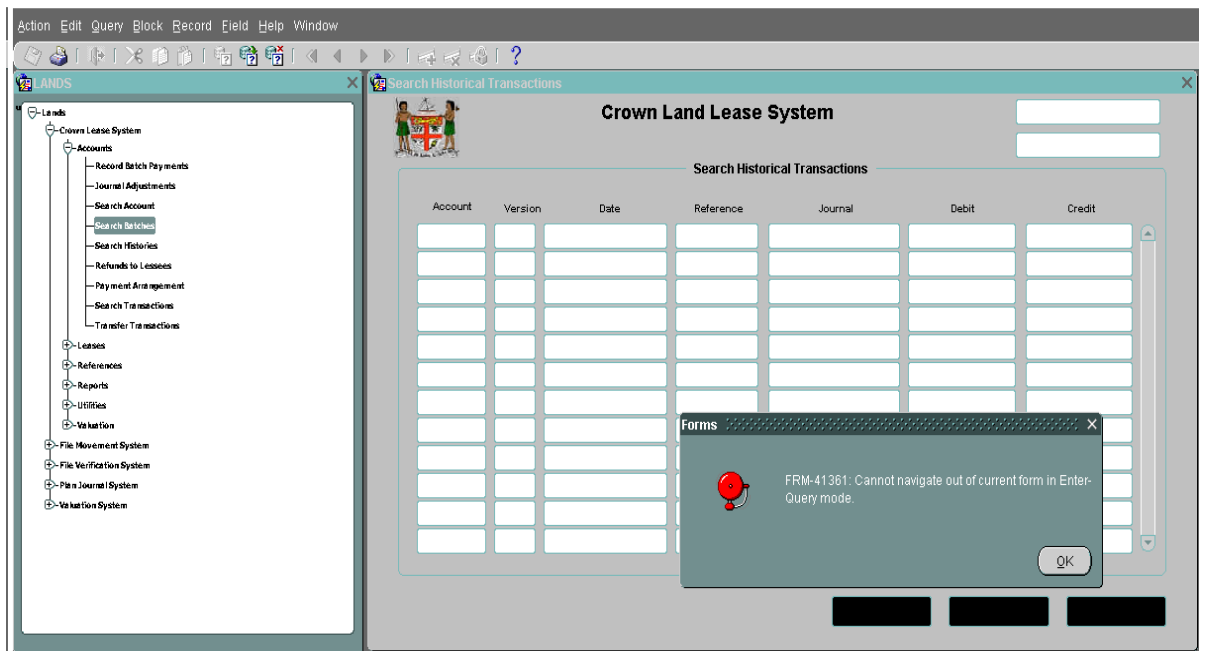 Action Edit Query Block Record Field Help Window
LANDS
Search Historical Transactions
Lands
Crown Lease System
Accounts
Record Batch Payments
Journal Adjustments
Search Account
Search Batches
Search Histories
Refunds to Lessees
Payment Arrangement
Search Transactions
Transfer Transactions
Leases
References
Reports
Utilities
Valuation
File Movement System
File Verification System
Plan Journal System
Valuation System
Crown Land Lease System
Search Historical Transactions
Account Version Date Reference Journal Debit Credit
Forms
FRM-41361: Cannot navigate out of current form in Enter-
Query mode.
OK